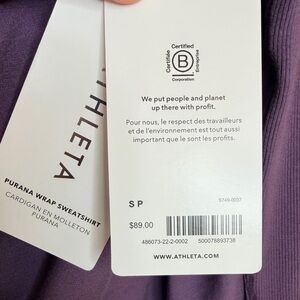 ATHLETA
PURANA WRAP SWEATSHIRT
CARDIGAN EN MOLLETON
PURANA
Certified
Certifiée
B
Entreprise
Corporation
We put people and planet
up there with profit.
Pour nous, le respect des travailleurs
et de l'environnement est tout aussi
important que le sont les profits.
S P
5749-0037
$89.00
486073-22-2-0002 500078893738
WWW.ATHLETA.COM